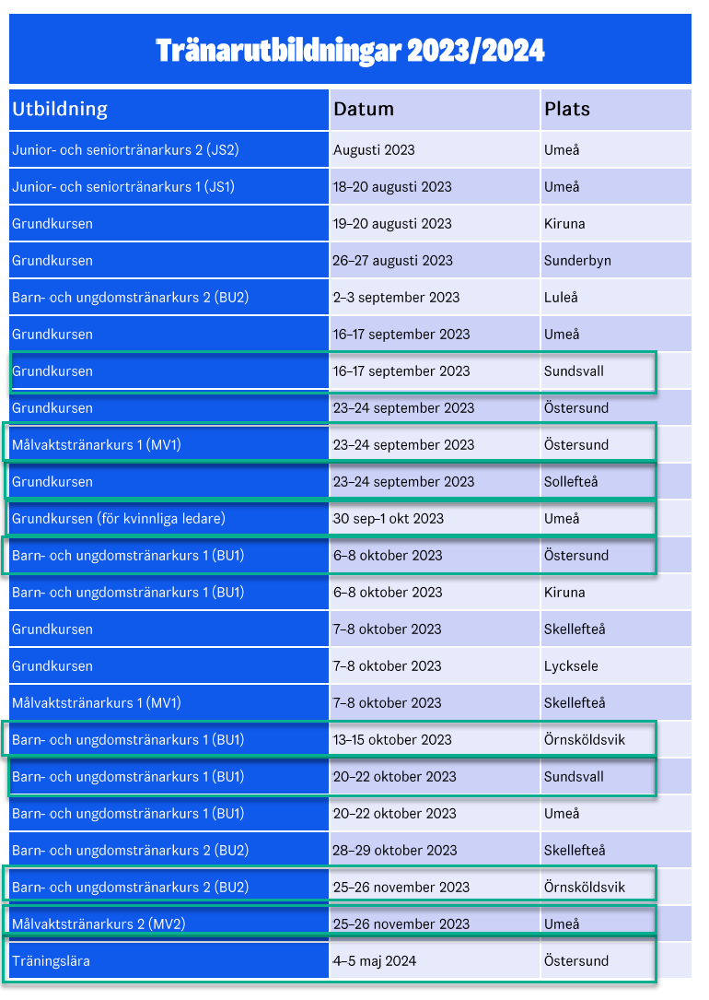 Tränarutbildningar 2023/2024
Utbildning Datum Plats
Junior- och seniortränarkurs 2 (JS2) Augusti 2023 Umeå
Junior- och seniortränarkurs 1 (JS1) 18–20 augusti 2023 Umeå
Grundkursen 19–20 augusti 2023 Kiruna
Grundkursen 26–27 augusti 2023 Sunderbyn
Barn- och ungdomstränarkurs 2 (BU2) 2–3 september 2023 Luleå
Grundkursen 16–17 september 2023 Umeå
Grundkursen 16–17 september 2023 Sundsvall
Grundkursen 23–24 september 2023 Östersund
Målvaktstränarkurs 1 (MV1) 23–24 september 2023 Östersund
Grundkursen 23–24 september 2023 Sollefteå
Grundkursen (för kvinnliga ledare) 30 sep–1 okt 2023 Umeå
Barn- och ungdomstränarkurs 1 (BU1) 6–8 oktober 2023 Östersund
Barn- och ungdomstränarkurs 1 (BU1) 6–8 oktober 2023 Kiruna
Grundkursen 7–8 oktober 2023 Skellefteå
Grundkursen 7–8 oktober 2023 Lycksele
Målvaktstränarkurs 1 (MV1) 7–8 oktober 2023 Skellefteå
Barn- och ungdomstränarkurs 1 (BU1) 13–15 oktober 2023 Örnsköldsvik
Barn- och ungdomstränarkurs 1 (BU1) 20–22 oktober 2023 Sundsvall
Barn- och ungdomstränarkurs 1 (BU1) 20–22 oktober 2023 Umeå
Barn- och ungdomstränarkurs 2 (BU2) 28–29 oktober 2023 Skellefteå
Barn- och ungdomstränarkurs 2 (BU2) 25–26 november 2023 Örnsköldsvik
Målvaktstränarkurs 2 (MV2) 25–26 november 2023 Umeå
Träningslära 4–5 maj 2024 Östersund